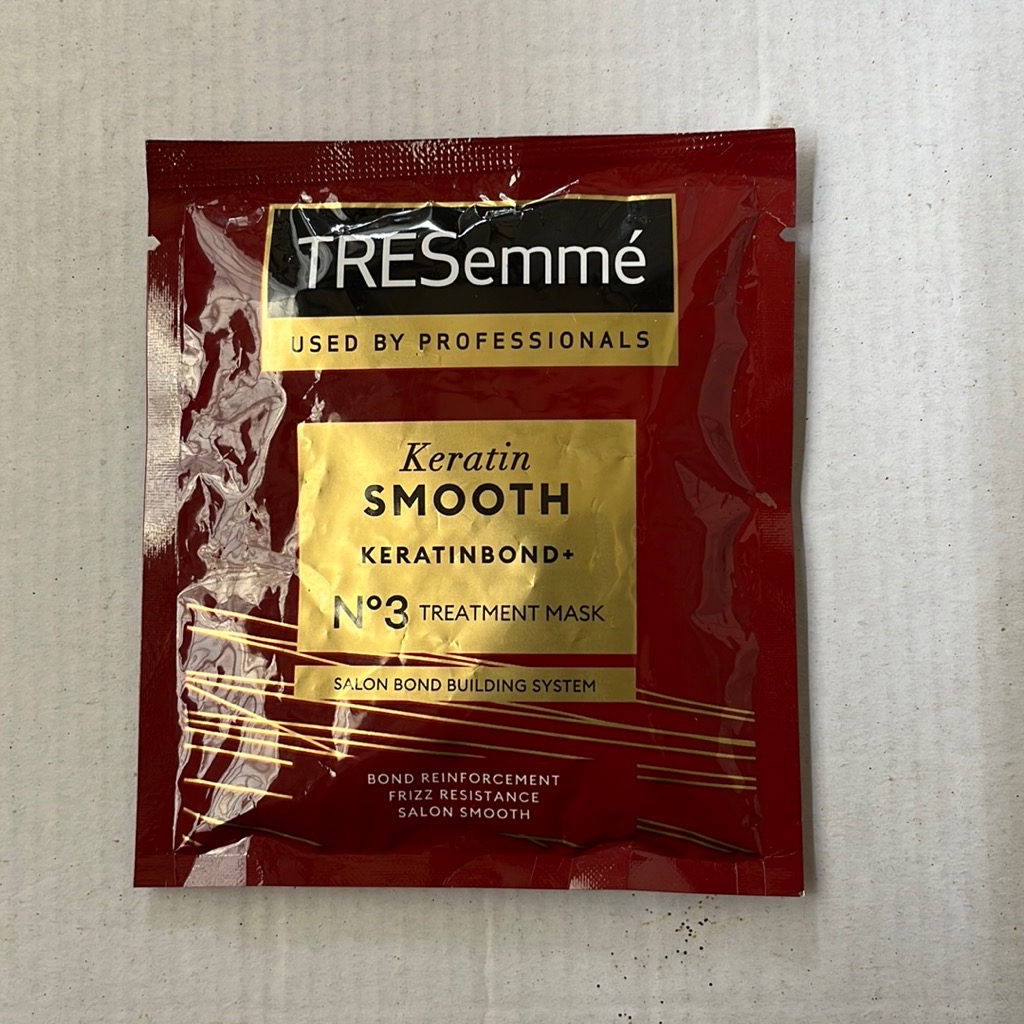 TRESemmé
USED BY PROFESSIONALS
Keratin
SMOOTH
KERATINBOND+
Nº3 TREATMENT MASK
SALON BOND BUILDING SYSTEM
BOND REINFORCEMENT
FRIZZ RESISTANCE
SALON SMOOTH